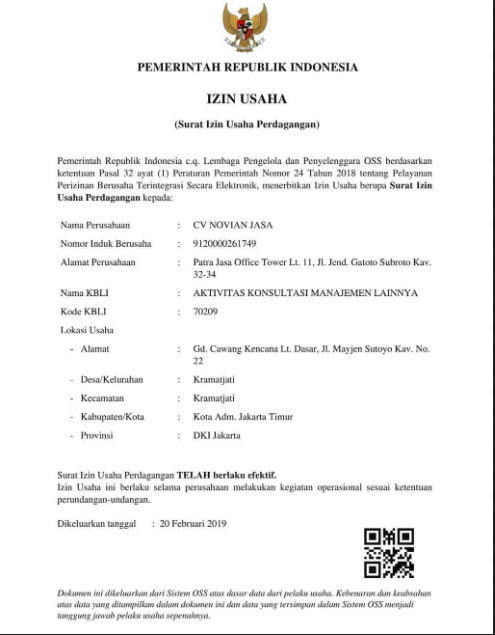 PEMERINTAH REPUBLIK INDONESIA
IZIN USAHA
(Surat Izin Usaha Perdagangan)
Pemerintah Republik Indonesia c.q. Lembaga Pengelola dan Penyelenggara OSS berdasarkan
ketentuan Pasal 32 ayat (1) Peraturan Pemerintah Nomor 24 Tahun 2018 tentang Pelayanan
Perizinan Berusaha Terintegrasi Secara Elektronik, menerbitkan Izin Usaha berupa Surat Izin
Usaha Perdagangan kepada:
Nama Perusahaan : CV NOVIAN JASA
Nomor Induk Berusaha : 9120000261749
Alamat Perusahaan : Patra Jasa Office Tower Lt. 11, Jl. Jend. Gatoto Subroto Kav.
32-34
Nama KBLI : AKTIVITAS KONSULTASI MANAJEMEN LAINNYA
Kode KBLI : 70209
Lokasi Usaha
- Alamat : Gd. Cawang Kencana Lt. Dasar, Jl. Mayjen Sutoyo Kav. No.
22
- Desa/Kelurahan : Kramatjati
- Kecamatan : Kramatjati
- Kabupaten/Kota : Kota Adm. Jakarta Timur
- Provinsi : DKI Jakarta
Surat Izin Usaha Perdagangan TELAH berlaku efektif.
Izin Usaha ini berlaku selama perusahaan melakukan kegiatan operasional sesuai ketentuan
perundangan-undangan.
Dikeluarkan tanggal : 20 Februari 2019
Dokumen ini dikeluarkan dari Sistem OSS atas dasar data dari pelaku usaha. Kebenaran dan keabsahan
atas data yang ditampilkan dalam dokumen ini dan data yang tersimpan dalam Sistem OSS menjadi
tanggung jawab pelaku usaha sepenuhnya.